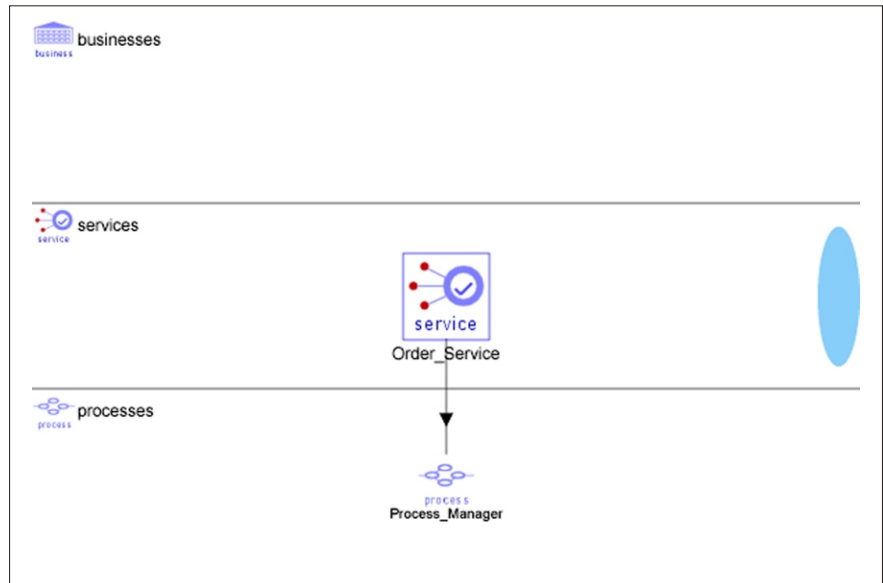 businesses
business
services
service
service
Order_Service
processes
process
process
Process_Manager